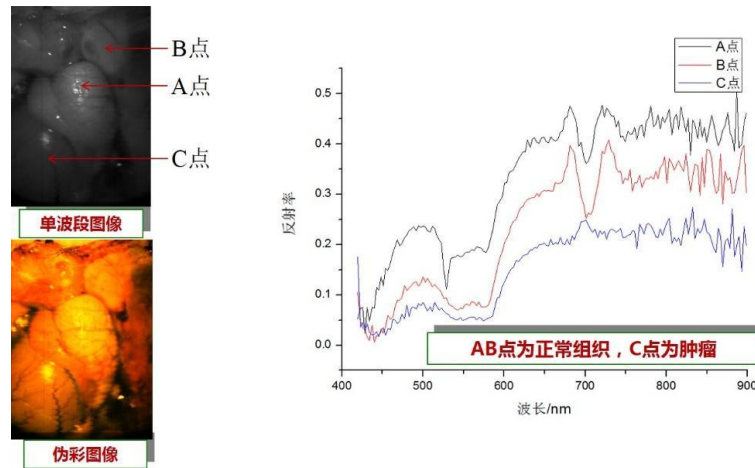 B点
A点
C点
单波段图像
伪彩图像
A点
B点
C点
反射率
0.5
0.4
0.3
0.2
0.1
0.0
AB点为正常组织，C点为肿瘤
400
500
600
700
800
900
波长/nm